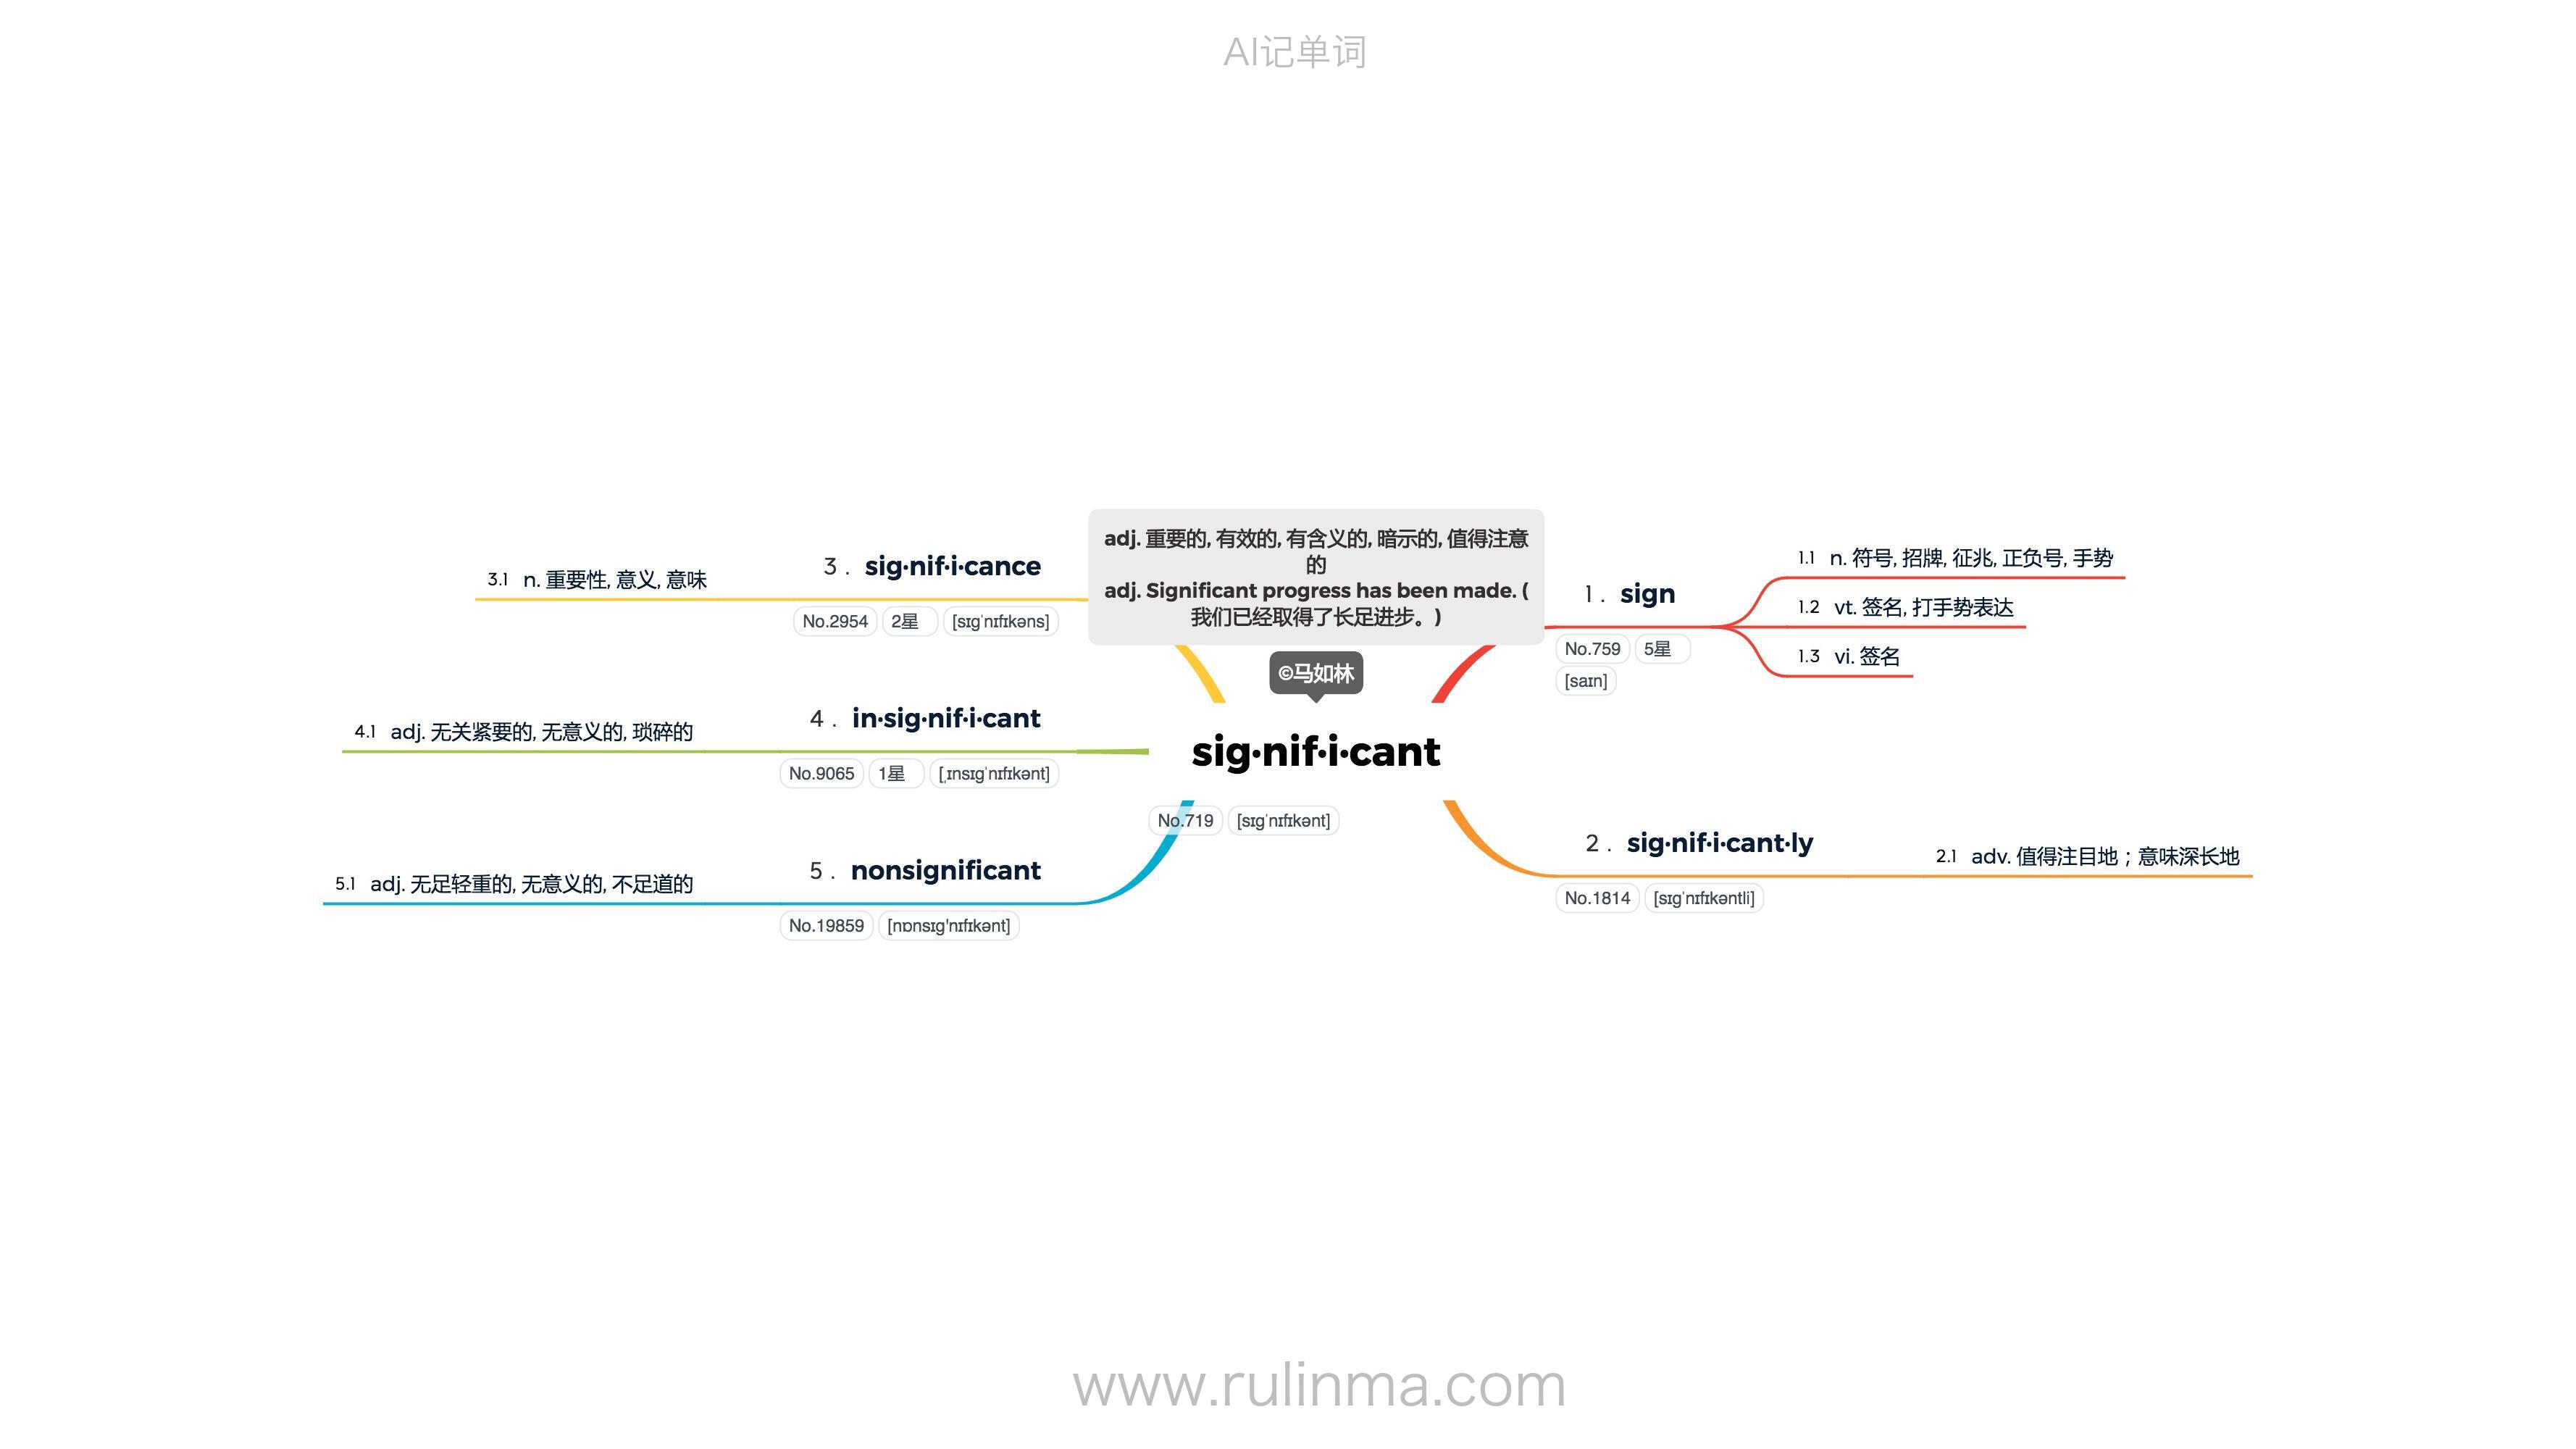 AI记单词
adj. 重要的, 有效的, 有含义的, 暗示的, 值得注意
的
adj. Significant progress has been made. (
我们已经取得了长足进步。)
©马如林
sig·nif·i·cant
No.719 [sɪɡˈnɪfɪkənt]
1 . sign
No.759 5星
[saɪn]
1.1 n. 符号, 招牌, 征兆, 正负号, 手势
1.2 vt. 签名, 打手势表达
1.3 vi. 签名
2 . sig·nif·i·cant·ly
No.1814 [sɪɡˈnɪfɪkəntli]
2.1 adv. 值得注目地；意味深长地
3 . sig·nif·i·cance
No.2954 2星 [sɪɡˈnɪfɪkəns]
3.1 n. 重要性, 意义, 意味
4 . in·sig·nif·i·cant
No.9065 1星 [ˌɪnsɪɡˈnɪfɪkənt]
4.1 adj. 无关紧要的, 无意义的, 琐碎的
5 . nonsignificant
No.19859 [nɒnsɪɡ'nɪfɪkənt]
5.1 adj. 无足轻重的, 无意义的, 不足道的
www.rulinma.com